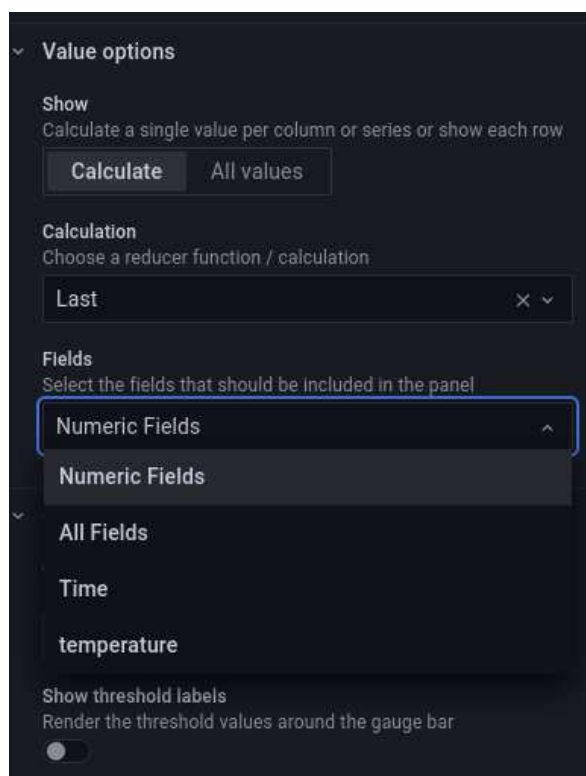 Value options
Show
Calculate a single value per column or series or show each row
Calculate All values
Calculation
Choose a reducer function / calculation
Last
Fields
Select the fields that should be included in the panel
Numeric Fields
Numeric Fields
All Fields
Time
temperature
Show threshold labels
Render the threshold values around the gauge bar